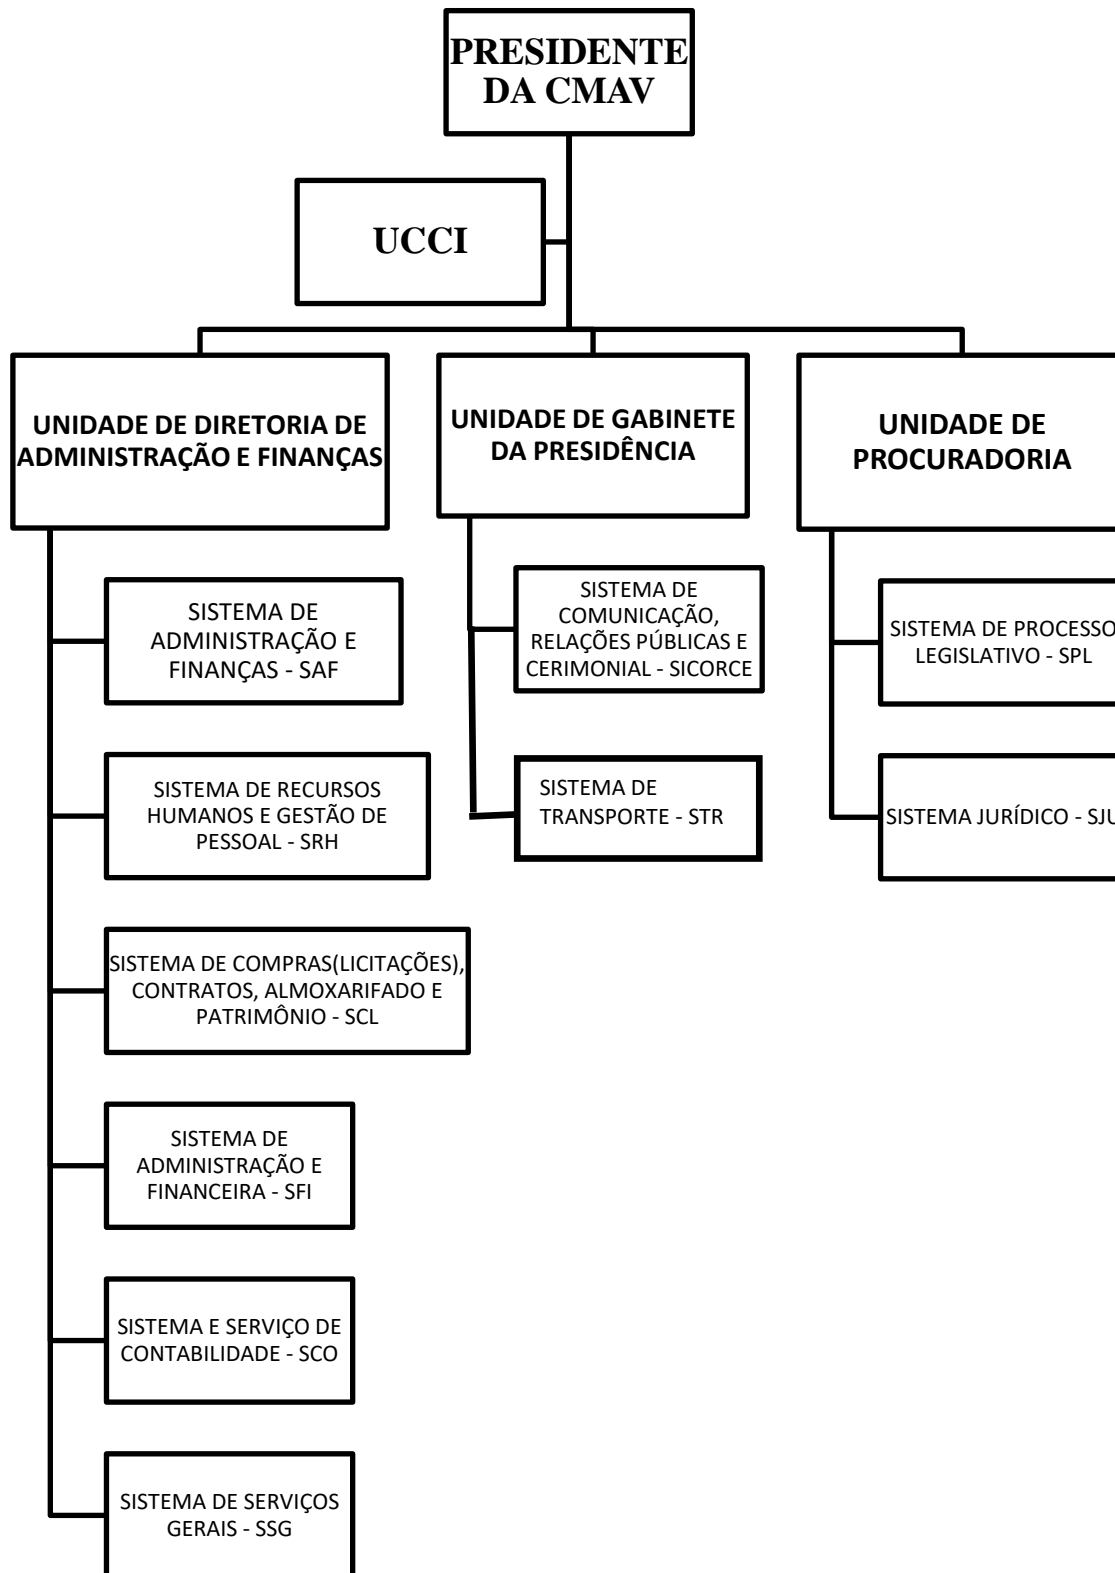 PRESIDENTE
DA CMAV
UCCI
UNIDADE DE DIRETORIA DE
ADMINISTRAÇÃO E FINANÇAS
UNIDADE DE GABINETE
DA PRESIDÊNCIA
UNIDADE DE
PROCURADORIA
SISTEMA DE
ADMINISTRAÇÃO E
FINANÇAS - SAF
SISTEMA DE RECURSOS
HUMANOS E GESTÃO DE
PESSOAL - SRH
SISTEMA DE COMPRAS(LICITAÇÕES),
CONTRATOS, ALMOXARIFADO E
PATRIMÔNIO - SCL
SISTEMA DE
ADMINISTRAÇÃO E
FINANCEIRA - SFI
SISTEMA E SERVIÇO DE
CONTABILIDADE - SCO
SISTEMA DE SERVIÇOS
GERAIS - SSG
SISTEMA DE
COMUNICAÇÃO,
RELAÇÕES PÚBLICAS E
CERIMONIAL - SICORCE
SISTEMA DE
TRANSPORTE - STR
SISTEMA DE PROCESSO
LEGISLATIVO - SPL
SISTEMA JURÍDICO - SJU